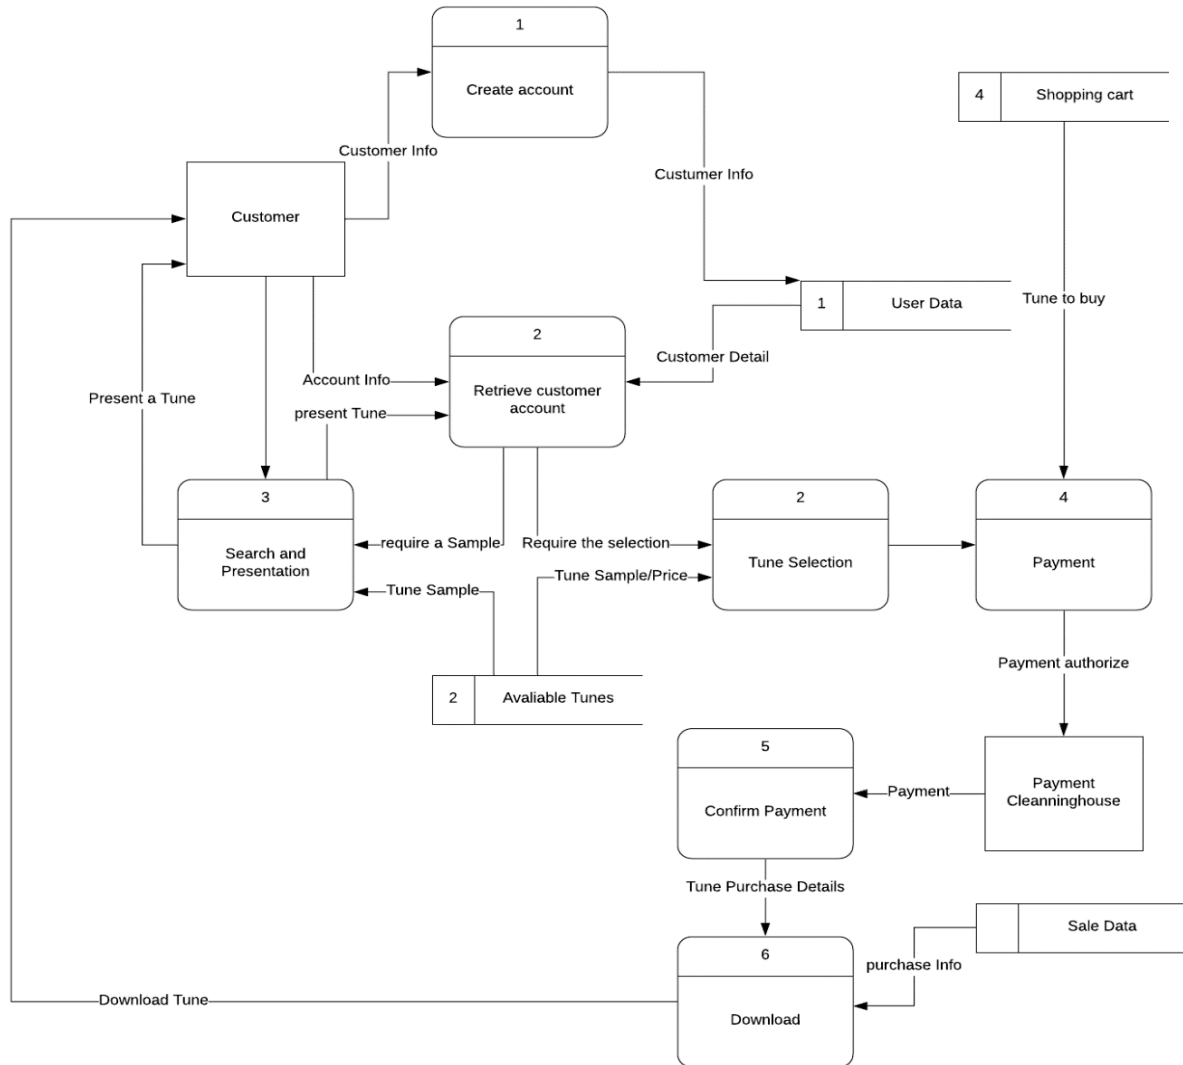 1
Create account
4
Shopping cart
Customer Info
Custumer Info
Customer
1
User Data
Tune to buy
2
Customer Detail
Account Info
Retrieve customer
account
Present a Tune
present Tune
3
2
4
require a Sample
Require the selection
Search and
Presentation
Tune Selection
Payment
Tune Sample/Price
Tune Sample
Payment authorize
2
Avaliable Tunes
5
Payment
Cleanninghouse
Payment
Confirm Payment
Tune Purchase Details
Sale Data
6
purchase Info
Download Tune
Download